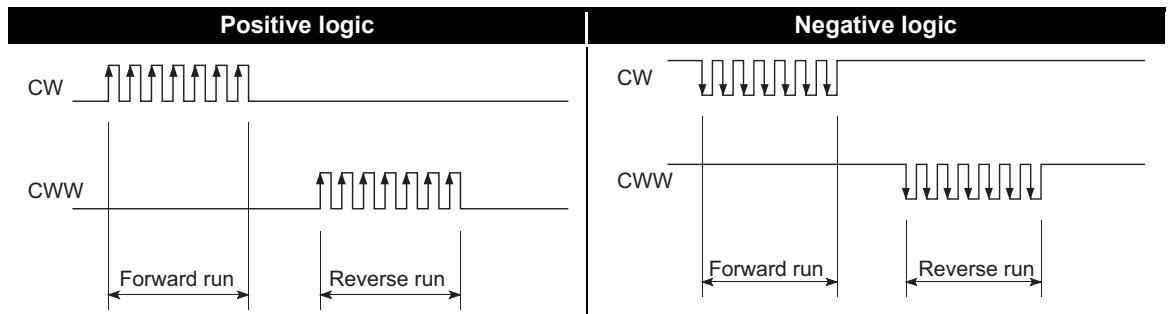 Positive logic
CW
CWW
Forward run
Reverse run
Negative logic
CW
CWW
Forward run
Reverse run